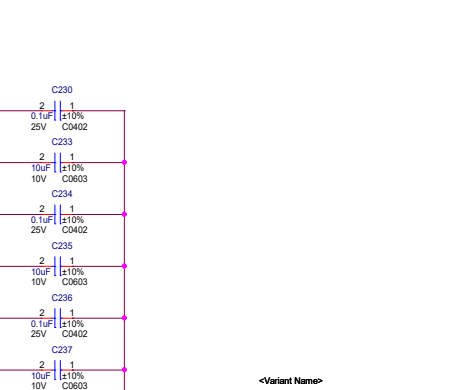 C230
2 1
0.1uF ±10%
25V C0402
C233
2 1
10uF ±10%
10V C0603
C234
2 1
0.1uF ±10%
25V C0402
C235
2 1
10uF ±10%
10V C0603
C236
2 1
0.1uF ±10%
25V C0402
C237
2 1
10uF ±10%
10V C0603
<Variant Name>